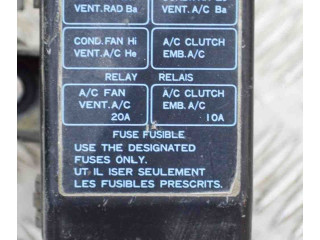 VENT.RAD Ba
VENT. A/C Ba
COND.FAN Hi
VENT.A/C He
A/C CLUTCH
EMB.A/C
RELAY RELAIS
A/C FAN
VENT.A/C
20A
A/C CLUTCH
EMB.A/C
10A
FUSE FUSIBLE
USE THE DESIGNATED
FUSES ONLY.
UT IL ISER SEULEMENT
LES FUSIBLES PRESCRITS.